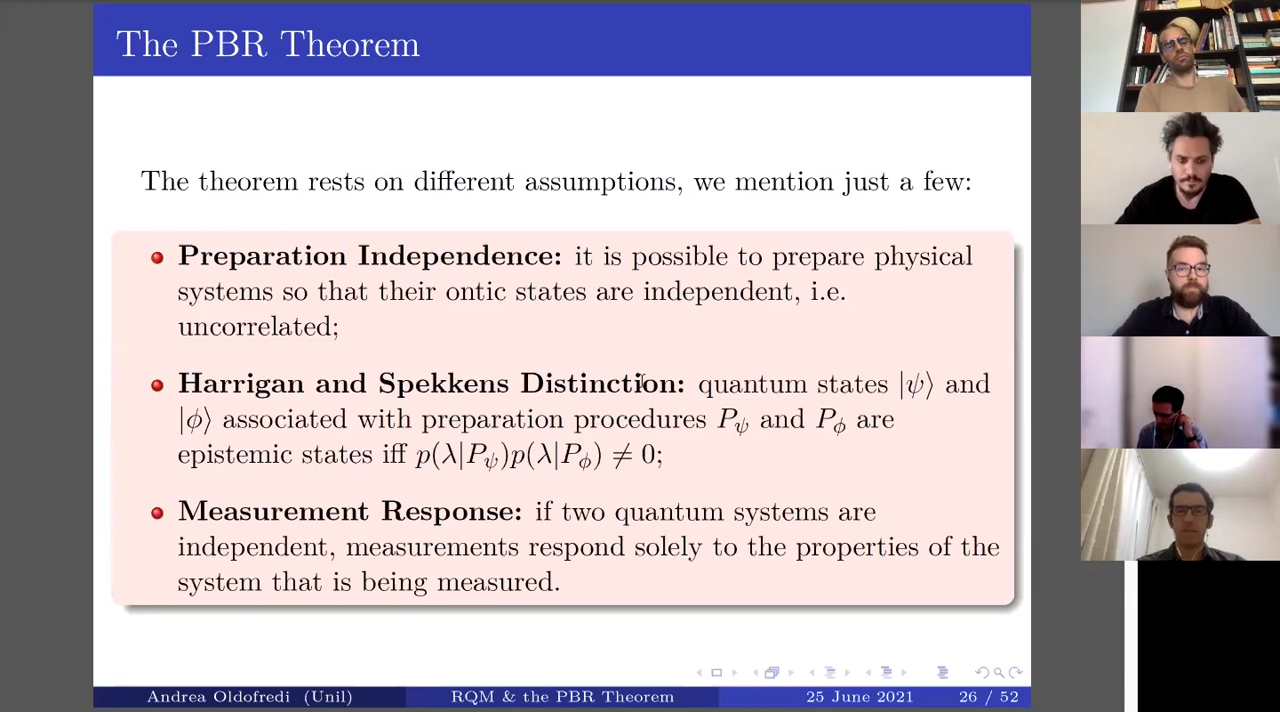 The PBR Theorem
The theorem rests on different assumptions, we mention just a few:
Preparation Independence: it is possible to prepare physical
systems so that their ontic states are independent, i.e.
uncorrelated;
Harrigan and Spekkens Distinction: quantum states |ψ⟩ and
|ϕ⟩ associated with preparation procedures P_ψ and P_ϕ are
epistemic states iff p(λ|P_ψ)p(λ|P_ϕ) ≠ 0;
Measurement Response: if two quantum systems are
independent, measurements respond solely to the properties of the
system that is being measured.
Andrea Oldofredi (Unil) RQM & the PBR Theorem 25 June 2021 26 / 52